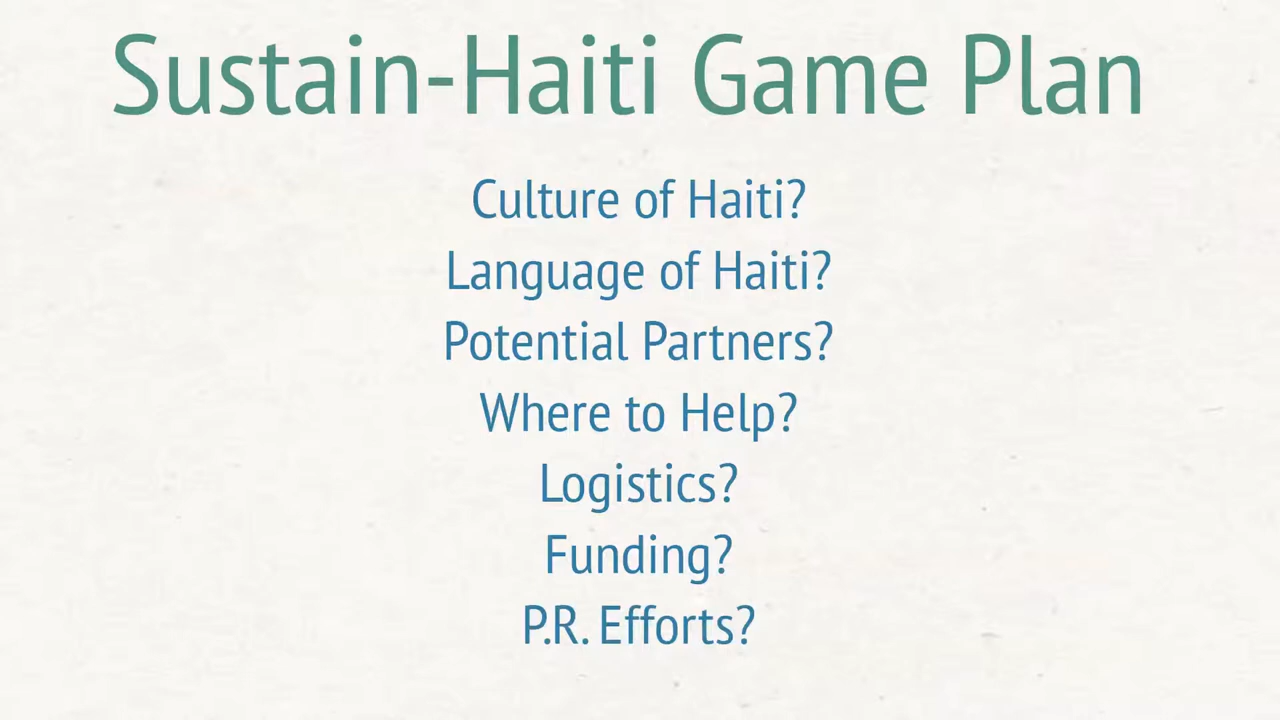 Sustain-Haiti Game Plan
Culture of Haiti?
Language of Haiti?
Potential Partners?
Where to Help?
Logistics?
Funding?
P.R. Efforts?